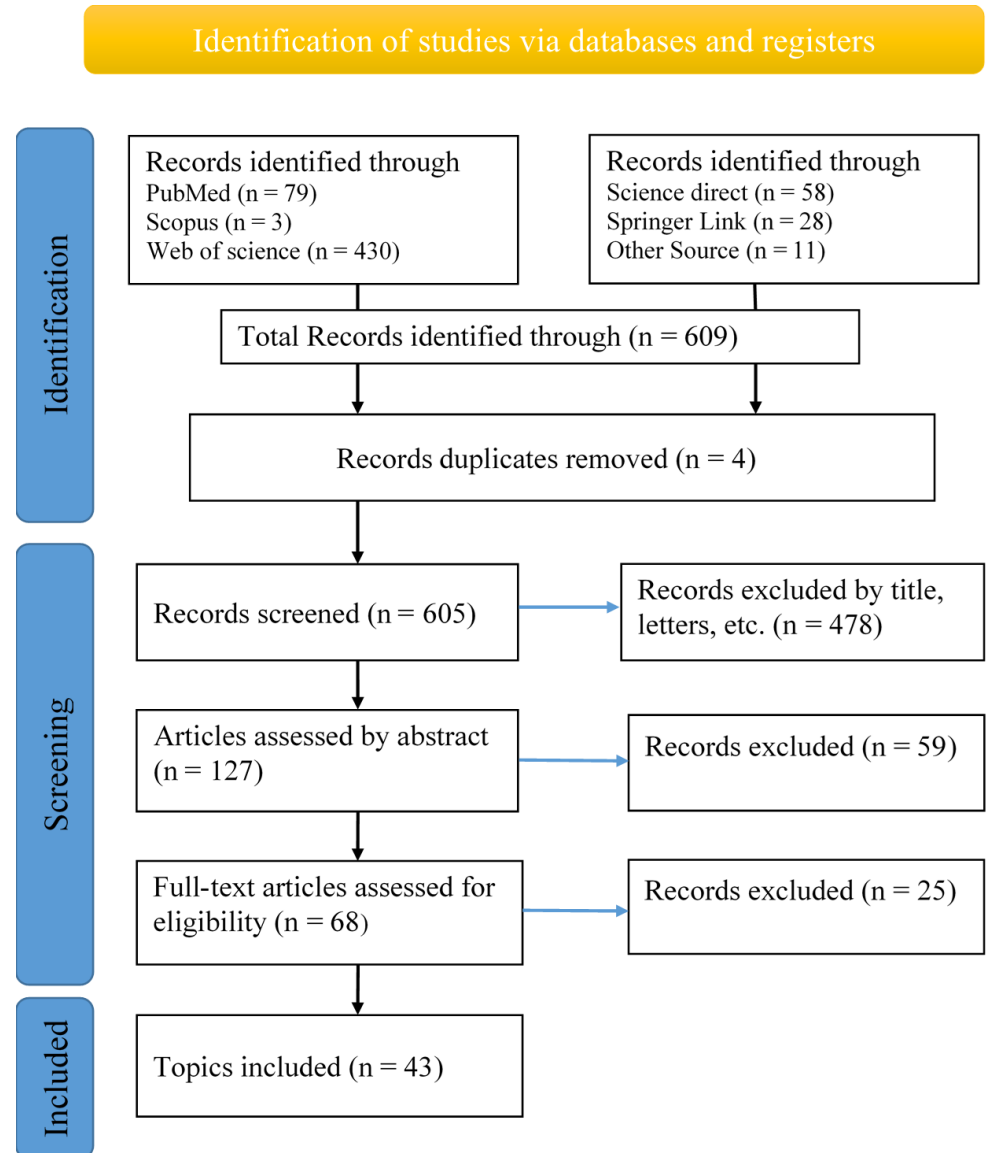 Identification of studies via databases and registers
Identification
Records identified through
PubMed (n = 79)
Scopus (n = 3)
Web of science (n = 430)
Records identified through
Science direct (n = 58)
Springer Link (n = 28)
Other Source (n = 11)
Total Records identified through (n = 609)
Records duplicates removed (n = 4)
Screening
Records screened (n = 605)
Records excluded by title,
letters, etc. (n = 478)
Articles assessed by abstract
(n = 127)
Records excluded (n = 59)
Full-text articles assessed for
eligibility (n = 68)
Records excluded (n = 25)
Included
Topics included (n = 43)